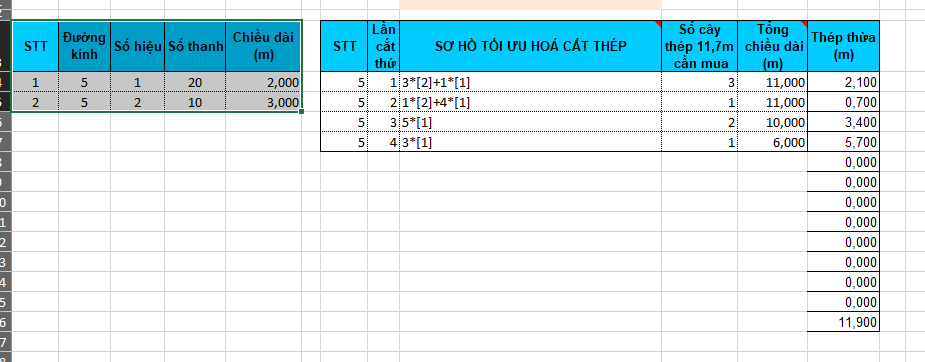 STT Đường kính Số hiệu Số thanh Chiều dài (m)
1 5 1 20 2,000
2 5 2 10 3,000
STT Lần cắt thứ SƠ HỒ TỐI ƯU HOÁ CẮT THÉP Số cây thép 11,7m cần mua Tổng chiều dài (m) Thép thừa (m)
5 1 3*[2]+1*[1] 3 11,000 2,100
5 2 1*[2]+4*[1] 1 11,000 0,700
5 3 5*[1] 2 10,000 3,400
5 4 3*[1] 1 6,000 5,700
0,000
0,000
0,000
0,000
0,000
0,000
0,000
0,000
11,900